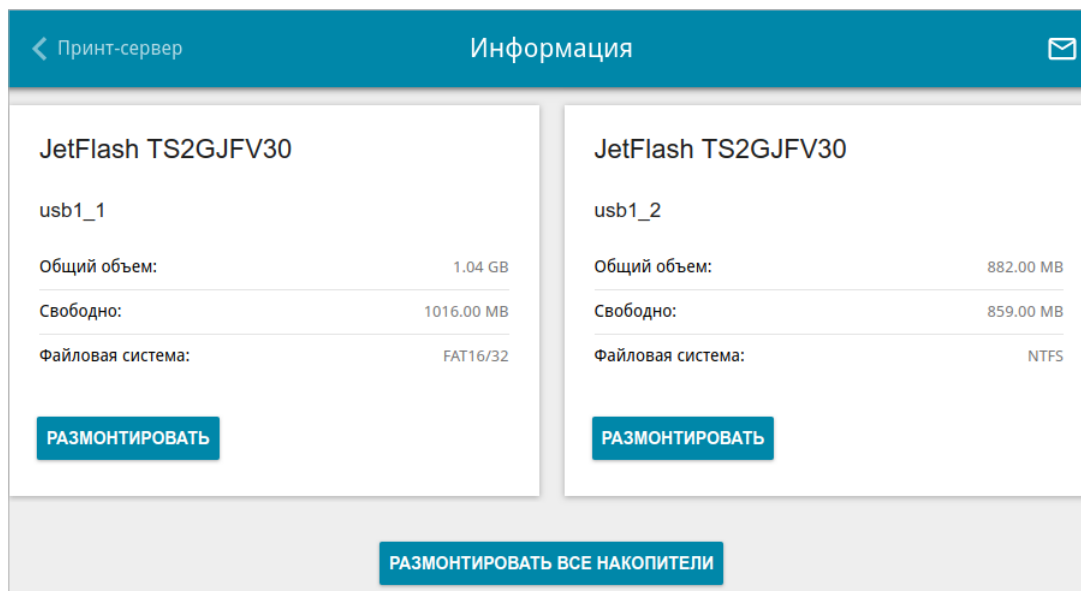 Принт-сервер
Информация
JetFlash TS2GJFV30
usb1_1
Общий объем: 1.04 GB
Свободно: 1016.00 MB
Файловая система: FAT16/32
РАЗМОНТИРОВАТЬ
JetFlash TS2GJFV30
usb1_2
Общий объем: 882.00 MB
Свободно: 859.00 MB
Файловая система: NTFS
РАЗМОНТИРОВАТЬ
РАЗМОНТИРОВАТЬ ВСЕ НАКОПИТЕЛИ